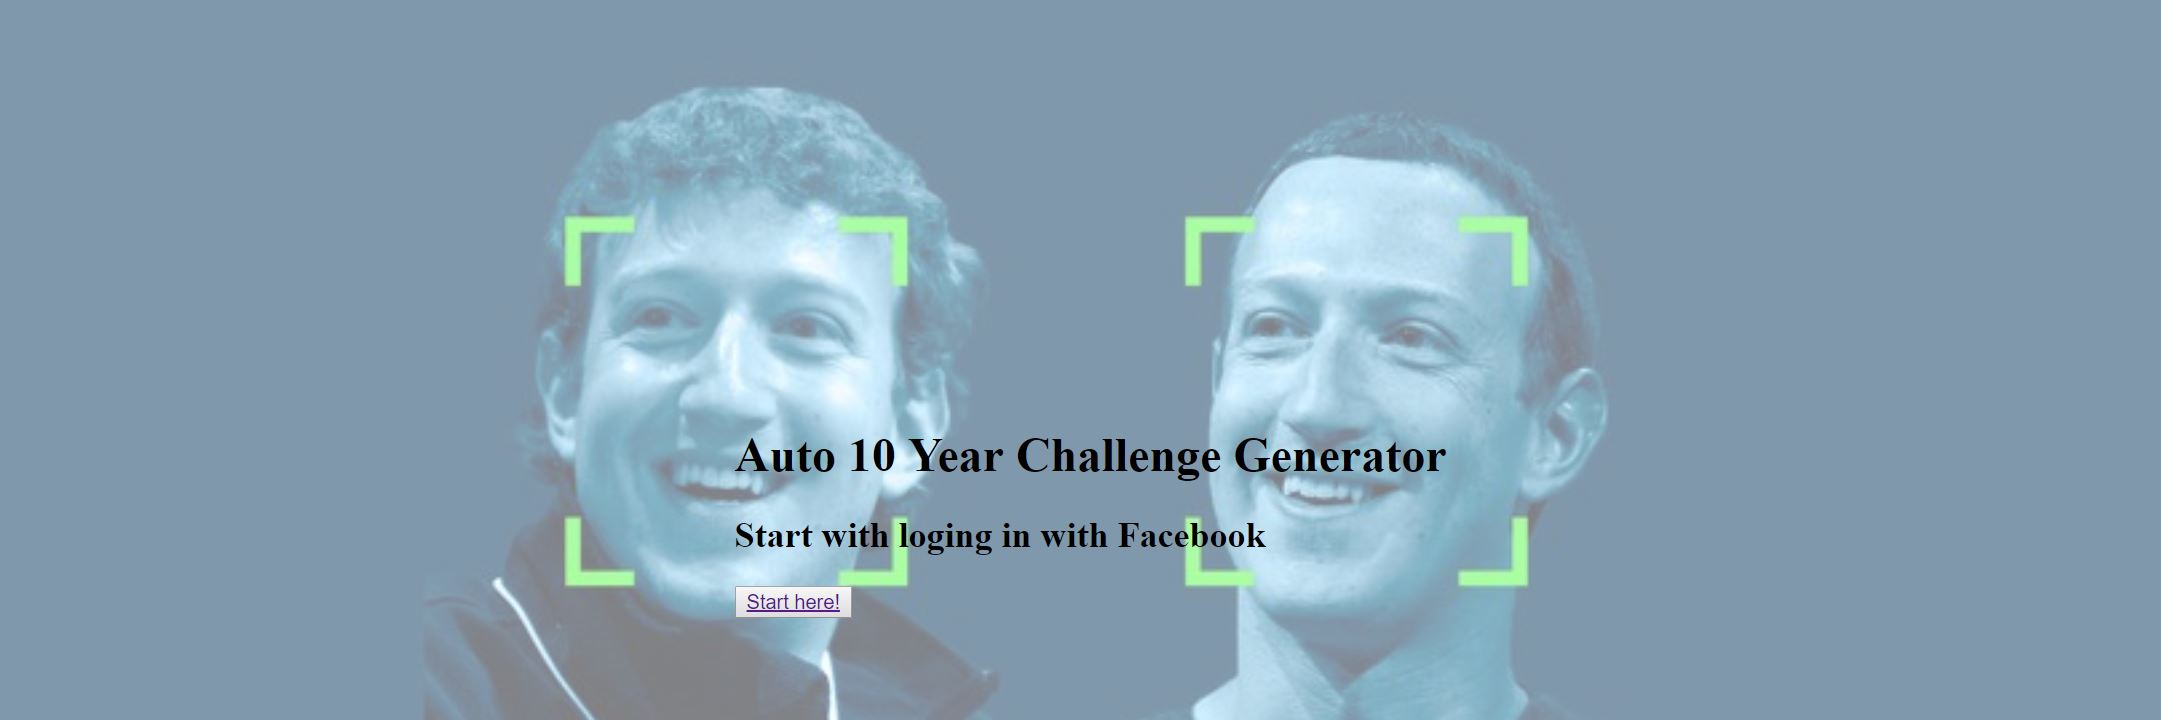 Auto 10 Year Challenge Generator
Start with loging in with Facebook
Start here!